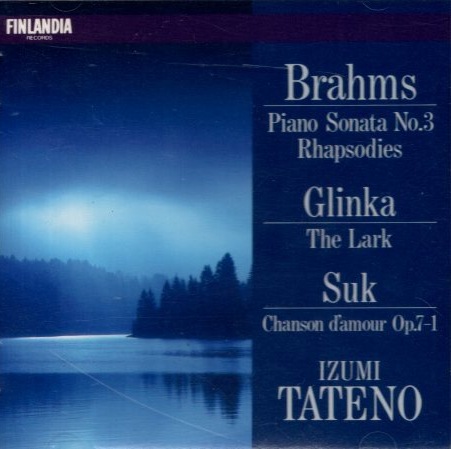 FINLANDIA
RECORDS
Brahms
Piano Sonata No.3
Rhapsodies
Glinka
The Lark
Suk
Chanson d'amour Op.7-1
IZUMI
TATENO